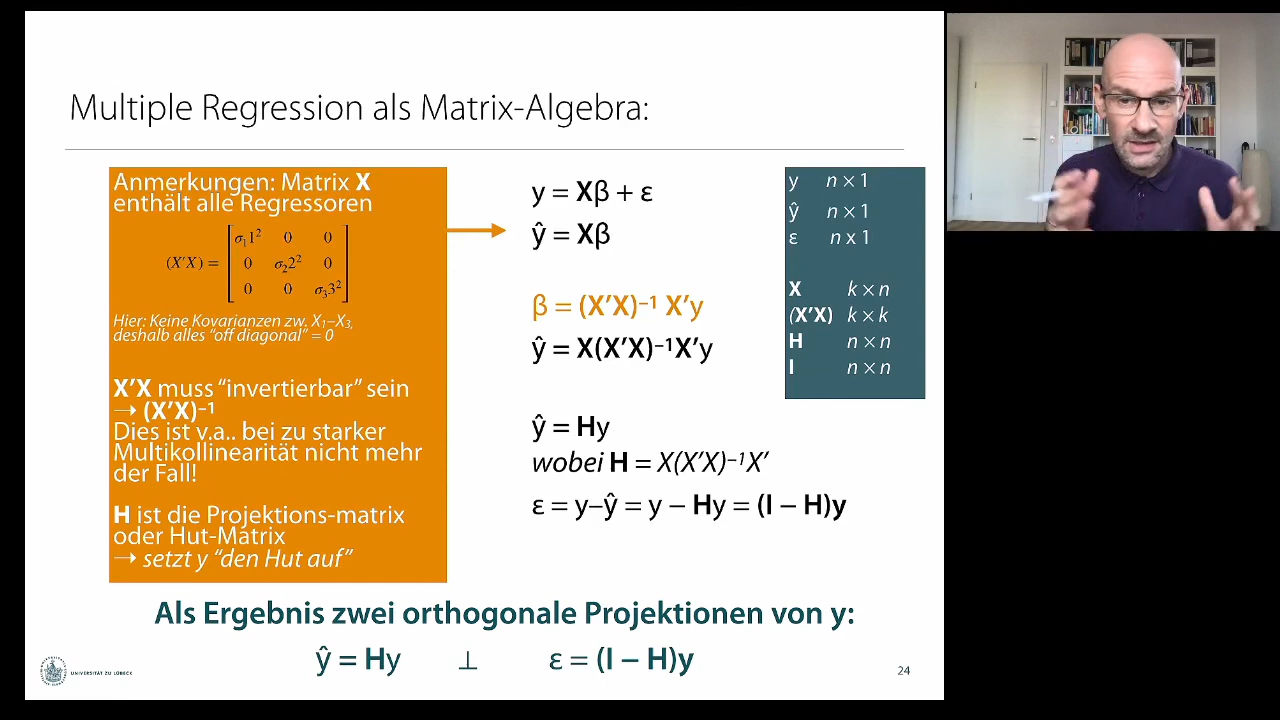 Multiple Regression als Matrix-Algebra:
Anmerkungen: Matrix X
enthält alle Regressoren
(X′X) =
σ₁1² 0 0
0 σ₂2² 0
0 0 σ₃3²
Hier: Keine Kovarianzen zw. X₁–X₃,
deshalb alles “off diagonal” = 0
X′X muss “invertierbar” sein
→ (X′X)⁻¹
Dies ist v.a.. bei zu starker
Multikollinearität nicht mehr
der Fall!
H ist die Projektions-matrix
oder Hut-Matrix
→ setzt y “den Hut auf”
y = Xβ + ε
ŷ = Xβ
β = (X′X)⁻¹ X′y
ŷ = X(X′X)⁻¹X′y
ŷ = Hy
wobei H = X(X′X)⁻¹X′
ε = y–ŷ = y − Hy = (I − H)y
y n × 1
ŷ n × 1
ε n x 1
X k × n
(X′X) k × k
H n × n
I n × n
Als Ergebnis zwei orthogonale Projektionen von y:
ŷ = Hy ⊥ ε = (I − H)y
UNIVERSITÄT ZU LÜBECK
24